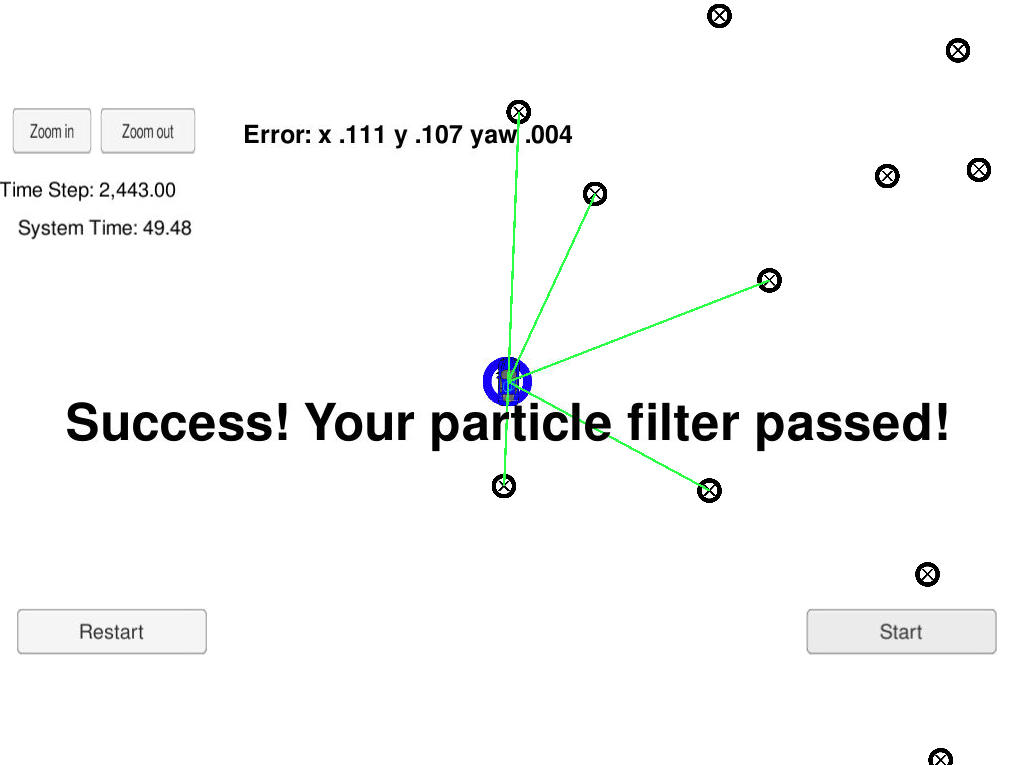 Zoom in
Zoom out
Error: x .111 y .107 yaw .004
Time Step: 2,443.00
System Time: 49.48
Success! Your particle filter passed!
Restart
Start